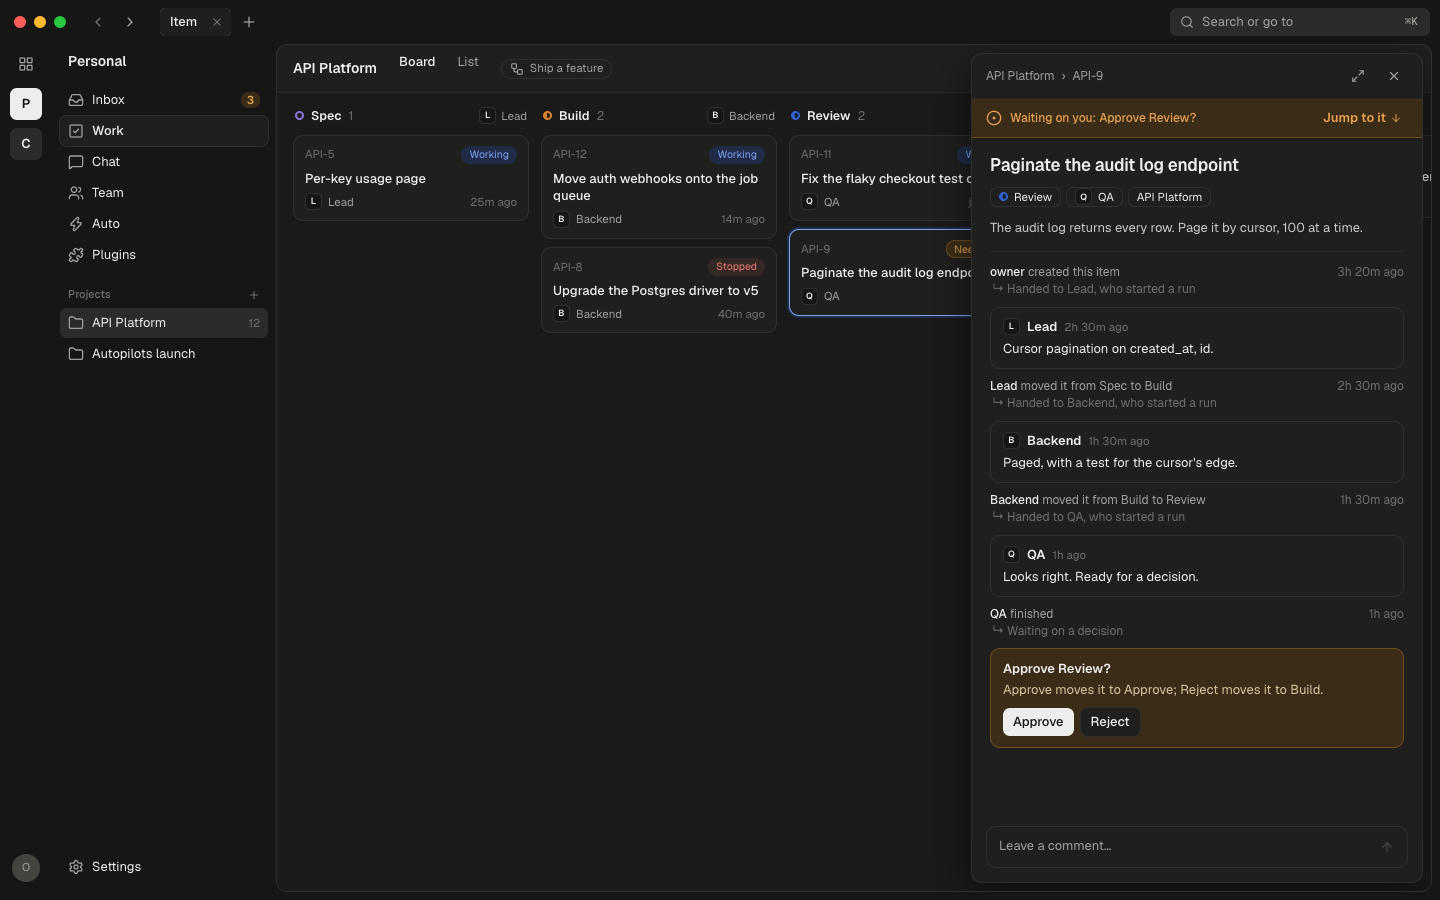 Item
Search or go to
⌘K
Personal
P
C
Inbox
3
Work
Chat
Team
Auto
Plugins
Projects
API Platform
12
Autopilots launch
O
Settings
API Platform
Board
List
Ship a feature
Spec 1
L Lead
API-5
Working
Per-key usage page
L Lead
25m ago
Build 2
B Backend
API-12
Working
Move auth webhooks onto the job
queue
B Backend
14m ago
API-8
Stopped
Upgrade the Postgres driver to v5
B Backend
40m ago
Review 2
API-11
Fix the flaky checkout test
Q QA
API-9
Paginate the audit log
Q QA
API Platform › API-9
Waiting on you: Approve Review?
Jump to it ↓
Paginate the audit log endpoint
Review
Q QA
API Platform
The audit log returns every row. Page it by cursor, 100 at a time.
owner created this item
3h 20m ago
Handed to Lead, who started a run
L Lead 2h 30m ago
Cursor pagination on created_at, id.
Lead moved it from Spec to Build
2h 30m ago
Handed to Backend, who started a run
B Backend 1h 30m ago
Paged, with a test for the cursor's edge.
Backend moved it from Build to Review
1h 30m ago
Handed to QA, who started a run
Q QA 1h ago
Looks right. Ready for a decision.
QA finished
1h ago
Waiting on a decision
Approve Review?
Approve moves it to Approve; Reject moves it to Build.
Approve
Reject
Leave a comment…